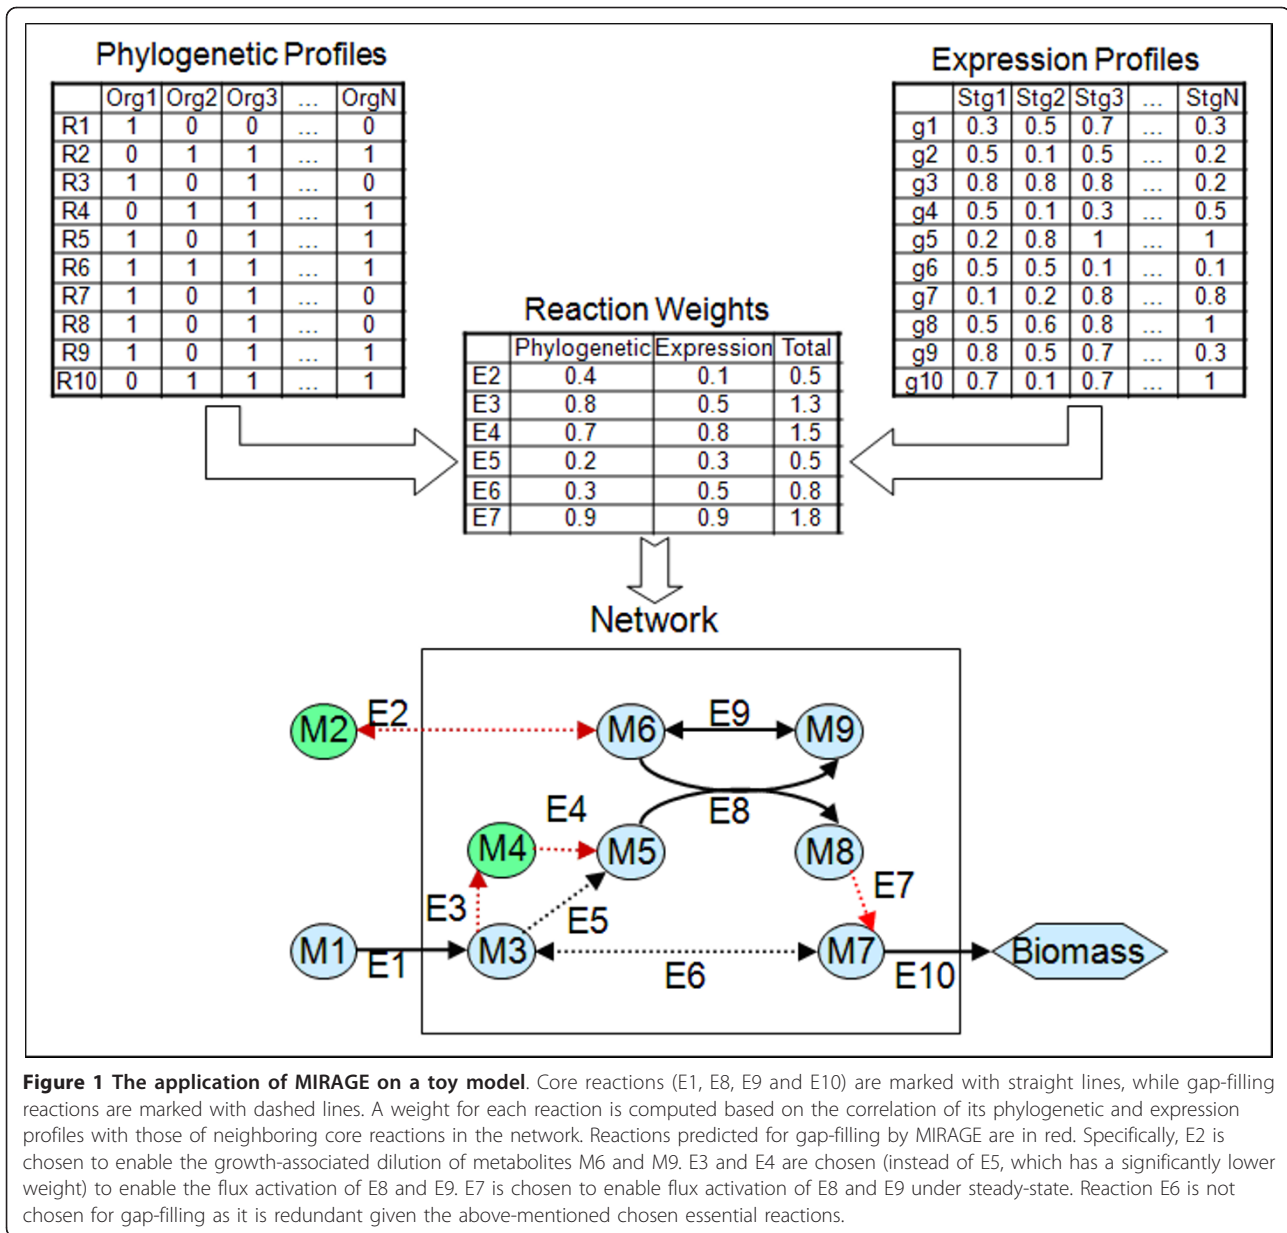 Phylogenetic Profiles
Org1 Org2 Org3 ... OrgN
R1 1 0 0 ... 0
R2 0 1 1 ... 1
R3 1 0 1 ... 0
R4 0 1 1 ... 1
R5 1 0 1 ... 1
R6 1 1 1 ... 1
R7 1 0 1 ... 0
R8 1 0 1 ... 0
R9 1 0 1 ... 1
R10 0 1 1 ... 1
Expression Profiles
Stg1 Stg2 Stg3 ... StgN
g1 0.3 0.5 0.7 ... 0.3
g2 0.5 0.1 0.5 ... 0.2
g3 0.8 0.8 0.8 ... 0.2
g4 0.5 0.1 0.3 ... 0.5
g5 0.2 0.8 1 ... 1
g6 0.5 0.5 0.1 ... 0.1
g7 0.1 0.2 0.8 ... 0.8
g8 0.5 0.6 0.8 ... 1
g9 0.8 0.5 0.7 ... 0.3
g10 0.7 0.1 0.7 ... 1
Reaction Weights
Phylogenetic Expression Total
E2 0.4 0.1 0.5
E3 0.8 0.5 1.3
E4 0.7 0.8 1.5
E5 0.2 0.3 0.5
E6 0.3 0.5 0.8
E7 0.9 0.9 1.8
Network
M2 E2 M6 E9 M9
E4 E8
M4 M5 M8
E3 E5 E7
M1 E1 M3 E6 M7 E10 Biomass
Figure 1 The application of MIRAGE on a toy model. Core reactions (E1, E8, E9 and E10) are marked with straight lines, while gap-filling
reactions are marked with dashed lines. A weight for each reaction is computed based on the correlation of its phylogenetic and expression
profiles with those of neighboring core reactions in the network. Reactions predicted for gap-filling by MIRAGE are in red. Specifically, E2 is
chosen to enable the growth-associated dilution of metabolites M6 and M9. E3 and E4 are chosen (instead of E5, which has a significantly lower
weight) to enable the flux activation of E8 and E9. E7 is chosen to enable flux activation of E8 and E9 under steady-state. Reaction E6 is not
chosen for gap-filling as it is redundant given the above-mentioned chosen essential reactions.